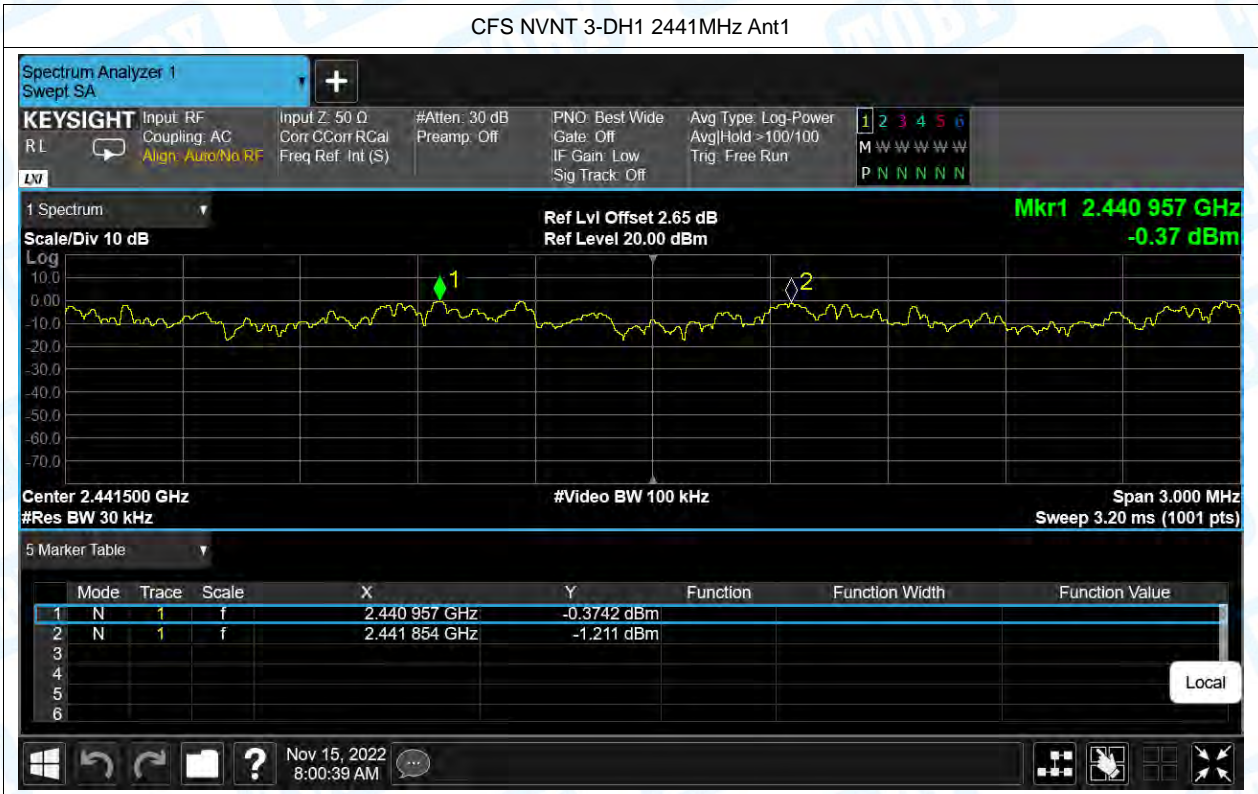 CFS NVNT 3-DH1 2441MHz Ant1
Spectrum Analyzer 1
Swept SA
+
KEYSIGHT Input: RF Input Z: 50 Ω #Atten: 30 dB PNO: Best Wide Avg Type: Log-Power 1 2 3 4 5 6
RL Coupling: AC Corr CCorr RCal Preamp: Off Gate: Off Avg|Hold >100/100 M W W W W W
Align: Auto/No RF Freq Ref: Int (S) IF Gain: Low Trig: Free Run
LXI Sig Track: Off P N N N N N
1 Spectrum Ref Lvl Offset 2.65 dB Mkr1 2.440 957 GHz
Scale/Div 10 dB Ref Level 20.00 dBm -0.37 dBm
Log
10.0
0.00
-10.0
-20.0
-30.0
-40.0
-50.0
-60.0
-70.0
1
2
Center 2.441500 GHz #Video BW 100 kHz Span 3.000 MHz
#Res BW 30 kHz Sweep 3.20 ms (1001 pts)
5 Marker Table
Mode Trace Scale X Y Function Function Width Function Value
1 N 1 f 2.440 957 GHz -0.3742 dBm
2 N 1 f 2.441 854 GHz -1.211 dBm
3
4
5
6
Local
? Nov 15, 2022
8:00:39 AM